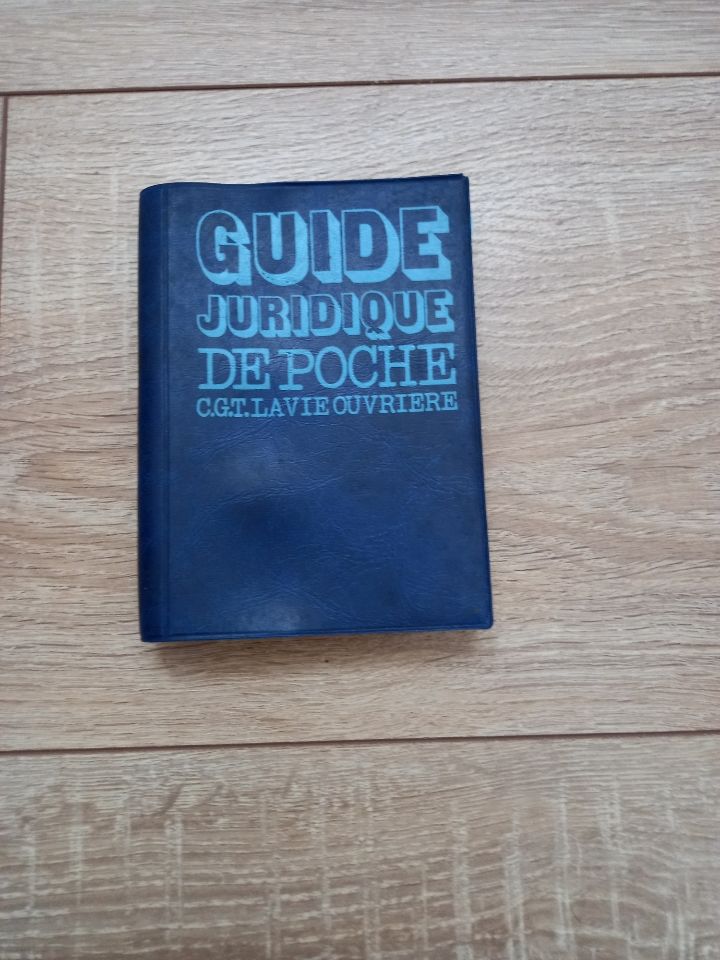 GUIDE
JURIDIQUE
DE POCHE
C.G.T. LA VIE OUVRIERE